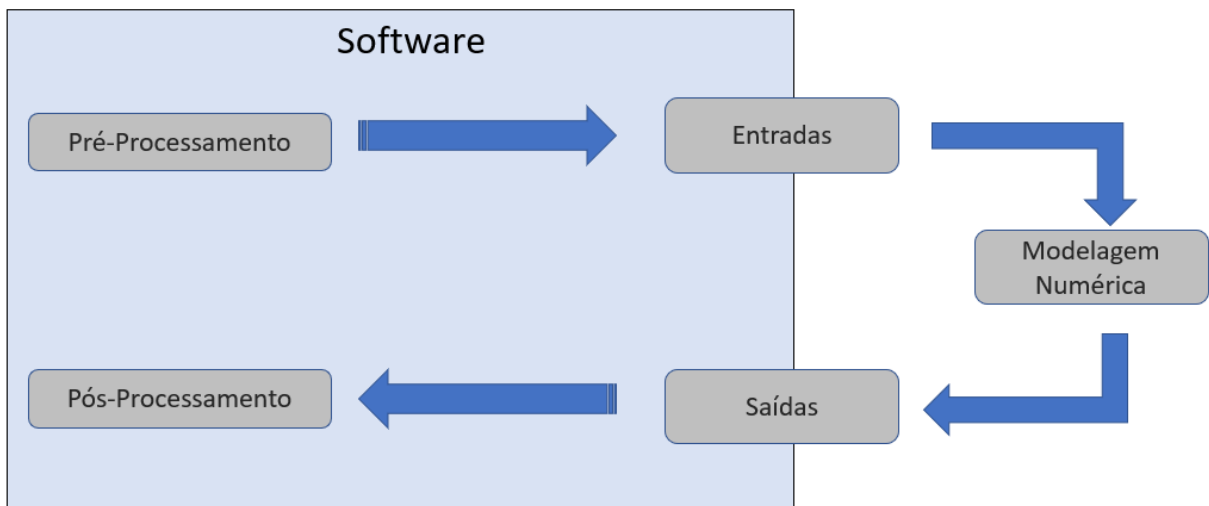 Software
Pré-Processamento
Entradas
Modelagem
Numérica
Pós-Processamento
Saídas